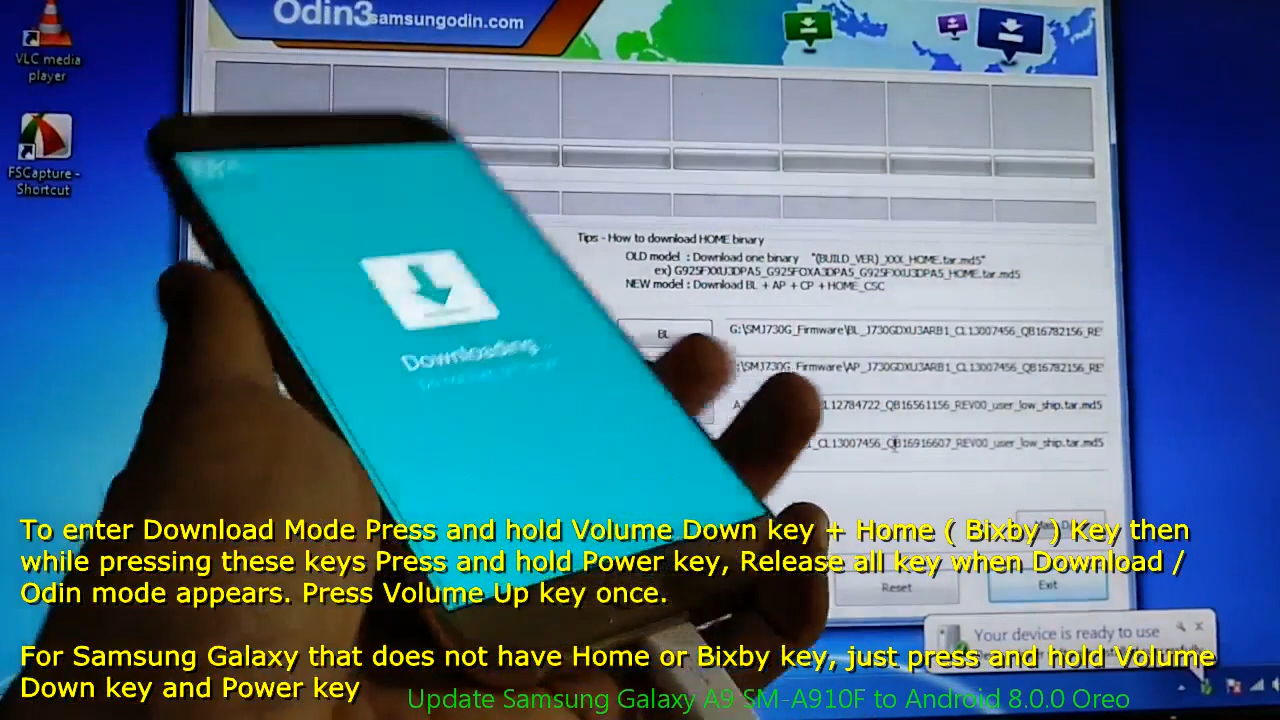 Odin3 samsungodin.com
VLC media
player
FSCapture -
Shortcut
Tips - How to download HOME binary
OLD model : Download one binary "(BUILD_VER)_XXX_HOME.tar.md5"
ex) G925FXXU3DPA5_G925FOXA3DPA5_G925FXXU3DPA5_HOME.tar.md5
NEW model : Download BL + AP + CP + HOME_CSC
BL
G:\SMJ730G_Firmware\BL_J730GDXU3ARB1_CL13007456_QB16782156_RE
:\SMJ730G_Firmware\AP_J730GDXU3ARB1_CL13007456_QB16782156_RE
L12784722_QB16561156_REV00_user_low_ship.tar.md5
_CL13007456_QB16916607_REV00_user_low_ship.tar.md5
Downloading...
Reset
Exit
Your device is ready to use
To enter Download Mode Press and hold Volume Down key + Home ( Bixby ) Key then
while pressing these keys Press and hold Power key, Release all key when Download /
Odin mode appears. Press Volume Up key once.
For Samsung Galaxy that does not have Home or Bixby key, just press and hold Volume
Down key and Power key
Update Samsung Galaxy A9 SM-A910F to Android 8.0.0 Oreo